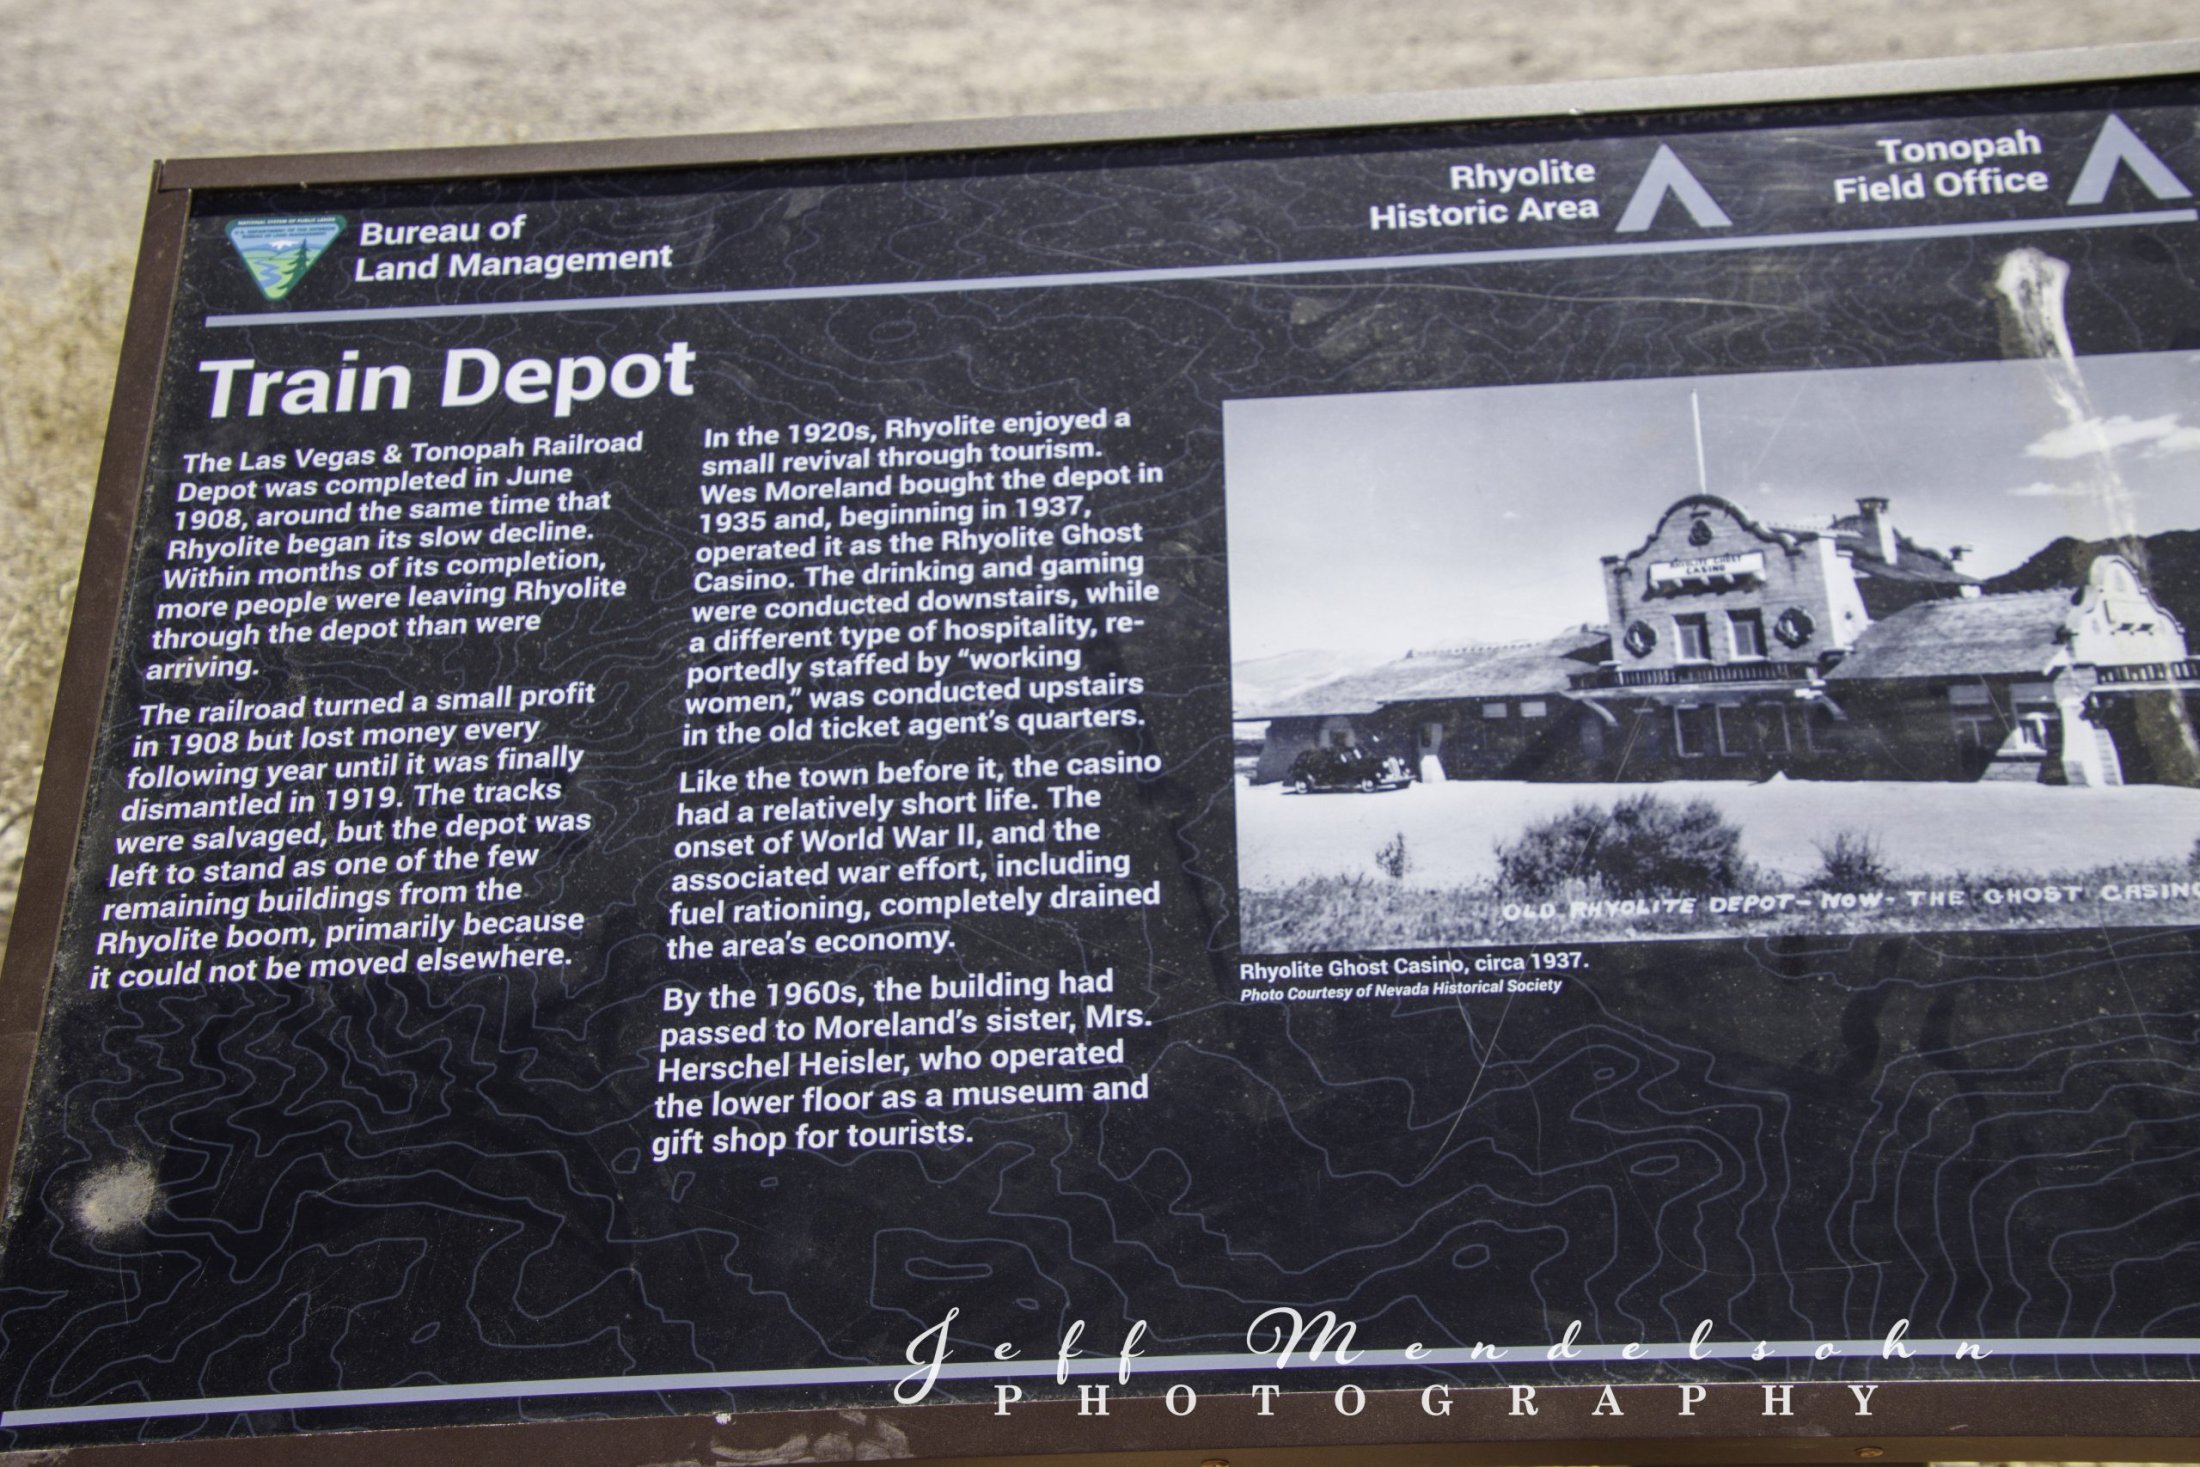 Bureau of
Land Management
Rhyolite
Historic Area
Tonopah
Field Office
Train Depot
The Las Vegas & Tonopah Railroad
Depot was completed in June
1908, around the same time that
Rhyolite began its slow decline.
Within months of its completion,
more people were leaving Rhyolite
through the depot than were
arriving.
The railroad turned a small profit
in 1908 but lost money every
following year until it was finally
dismantled in 1919. The tracks
were salvaged, but the depot was
left to stand as one of the few
remaining buildings from the
Rhyolite boom, primarily because
it could not be moved elsewhere.
In the 1920s, Rhyolite enjoyed a
small revival through tourism.
Wes Moreland bought the depot in
1935 and, beginning in 1937,
operated it as the Rhyolite Ghost
Casino. The drinking and gaming
were conducted downstairs, while
a different type of hospitality, re-
portedly staffed by “working
women,” was conducted upstairs
in the old ticket agent’s quarters.
Like the town before it, the casino
had a relatively short life. The
onset of World War II, and the
associated war effort, including
fuel rationing, completely drained
the area’s economy.
By the 1960s, the building had
passed to Moreland’s sister, Mrs.
Herschel Heisler, who operated
the lower floor as a museum and
gift shop for tourists.
RHYOLITE GHOST
CASINO
OLD RHYOLITE DEPOT - NOW - THE GHOST CASINO
Rhyolite Ghost Casino, circa 1937.
Photo Courtesy of Nevada Historical Society
Jeff Mendelsohn
PHOTOGRAPHY